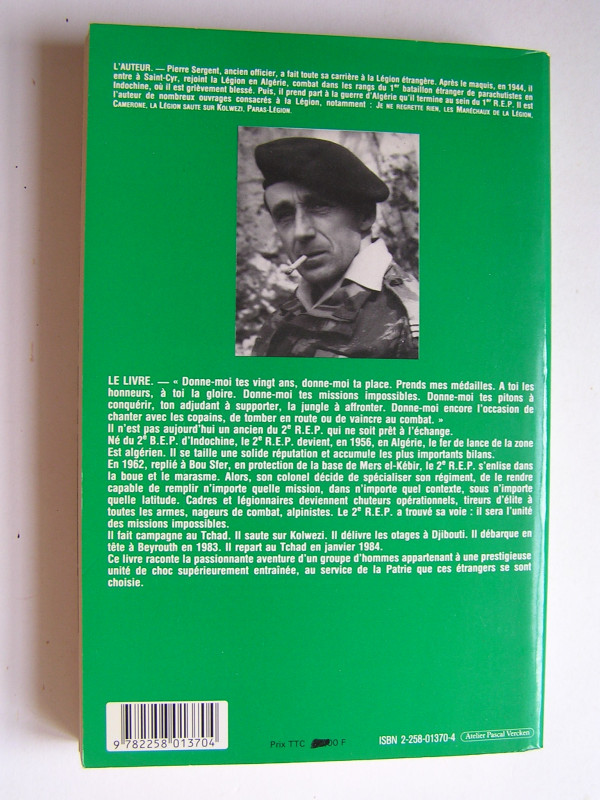 L'AUTEUR. — Pierre Sergent, ancien officier, a fait toute sa carrière à la Légion étrangère. Après le maquis, en 1944, il
entre à Saint-Cyr, rejoint la Légion en Algérie, combat dans les rangs du 1er bataillon étranger de parachutistes en
Indochine, où il est grièvement blessé. Puis, il prend part à la guerre d'Algérie qu'il termine au sein du 1er R.E.P. Il est
l'auteur de nombreux ouvrages consacrés à la Légion, notamment : JE NE REGRETTE RIEN, LES MARÉCHAUX DE LA LÉGION,
CAMERONE, LA LÉGION SAUTE SUR KOLWEZI, PARAS-LÉGION.
LE LIVRE. — « Donne-moi tes vingt ans, donne-moi ta place. Prends mes médailles. A toi les
honneurs, à toi la gloire. Donne-moi tes missions impossibles. Donne-moi tes pitons à
conquérir, ton adjudant à supporter, la jungle à affronter. Donne-moi encore l'occasion de
chanter avec les copains, de tomber en route ou de vaincre au combat. »
Il n'est pas aujourd'hui un ancien du 2e R.E.P. qui ne soit prêt à l'échange.
Né du 2e B.E.P. d'Indochine, le 2e R.E.P. devient, en 1956, en Algérie, le fer de lance de la zone
Est algérien. Il se taille une solide réputation et accumule les plus importants bilans.
En 1962, replié à Bou Sfer, en protection de la base de Mers el-Kébir, le 2e R.E.P. s'enlise dans
la boue et le marasme. Alors, son colonel décide de spécialiser son régiment, de le rendre
capable de remplir n'importe quelle mission, dans n'importe quel contexte, sous n'importe
quelle latitude. Cadres et légionnaires deviennent chuteurs opérationnels, tireurs d'élite à
toutes les armes, nageurs de combat, alpinistes. Le 2e R.E.P. a trouvé sa voie : il sera l'unité
des missions impossibles.
Il fait campagne au Tchad. Il saute sur Kolwezi. Il délivre les otages à Djibouti. Il débarque en
tête à Beyrouth en 1983. Il repart au Tchad en janvier 1984.
Ce livre raconte la passionnante aventure d'un groupe d'hommes appartenant à une prestigieuse
unité de choc supérieurement entraînée, au service de la Patrie que ces étrangers se sont
choisie.
9 782258 013704
Prix TTC 00 F
ISBN 2-258-01370-4
Atelier Pascal Vercken